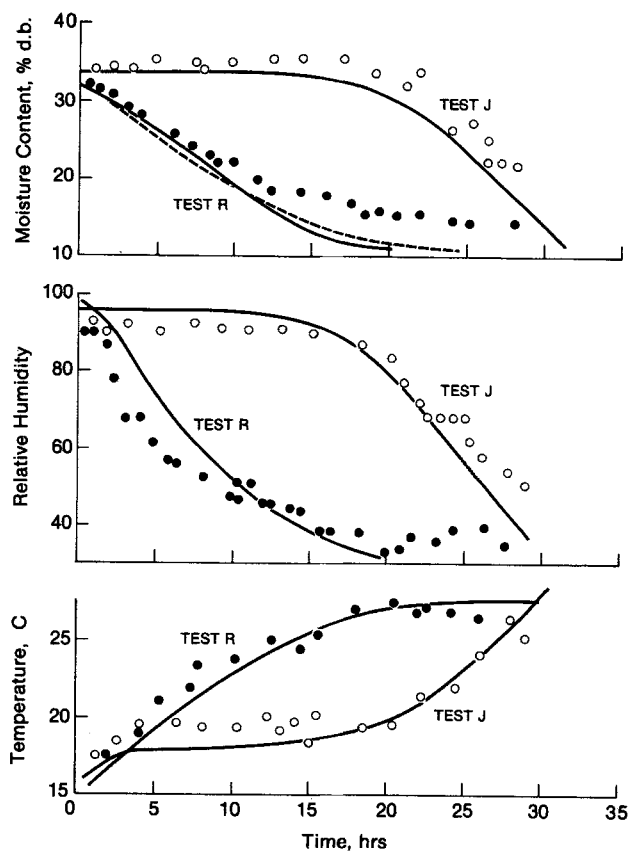 Moisture Content, % d.b.
40
30
20
10
TEST J
TEST R
Relative Humidity
100
80
60
40
TEST R
TEST J
Temperature, C
25
20
15
TEST R
TEST J
0 5 10 15 20 25 30 35
Time, hrs